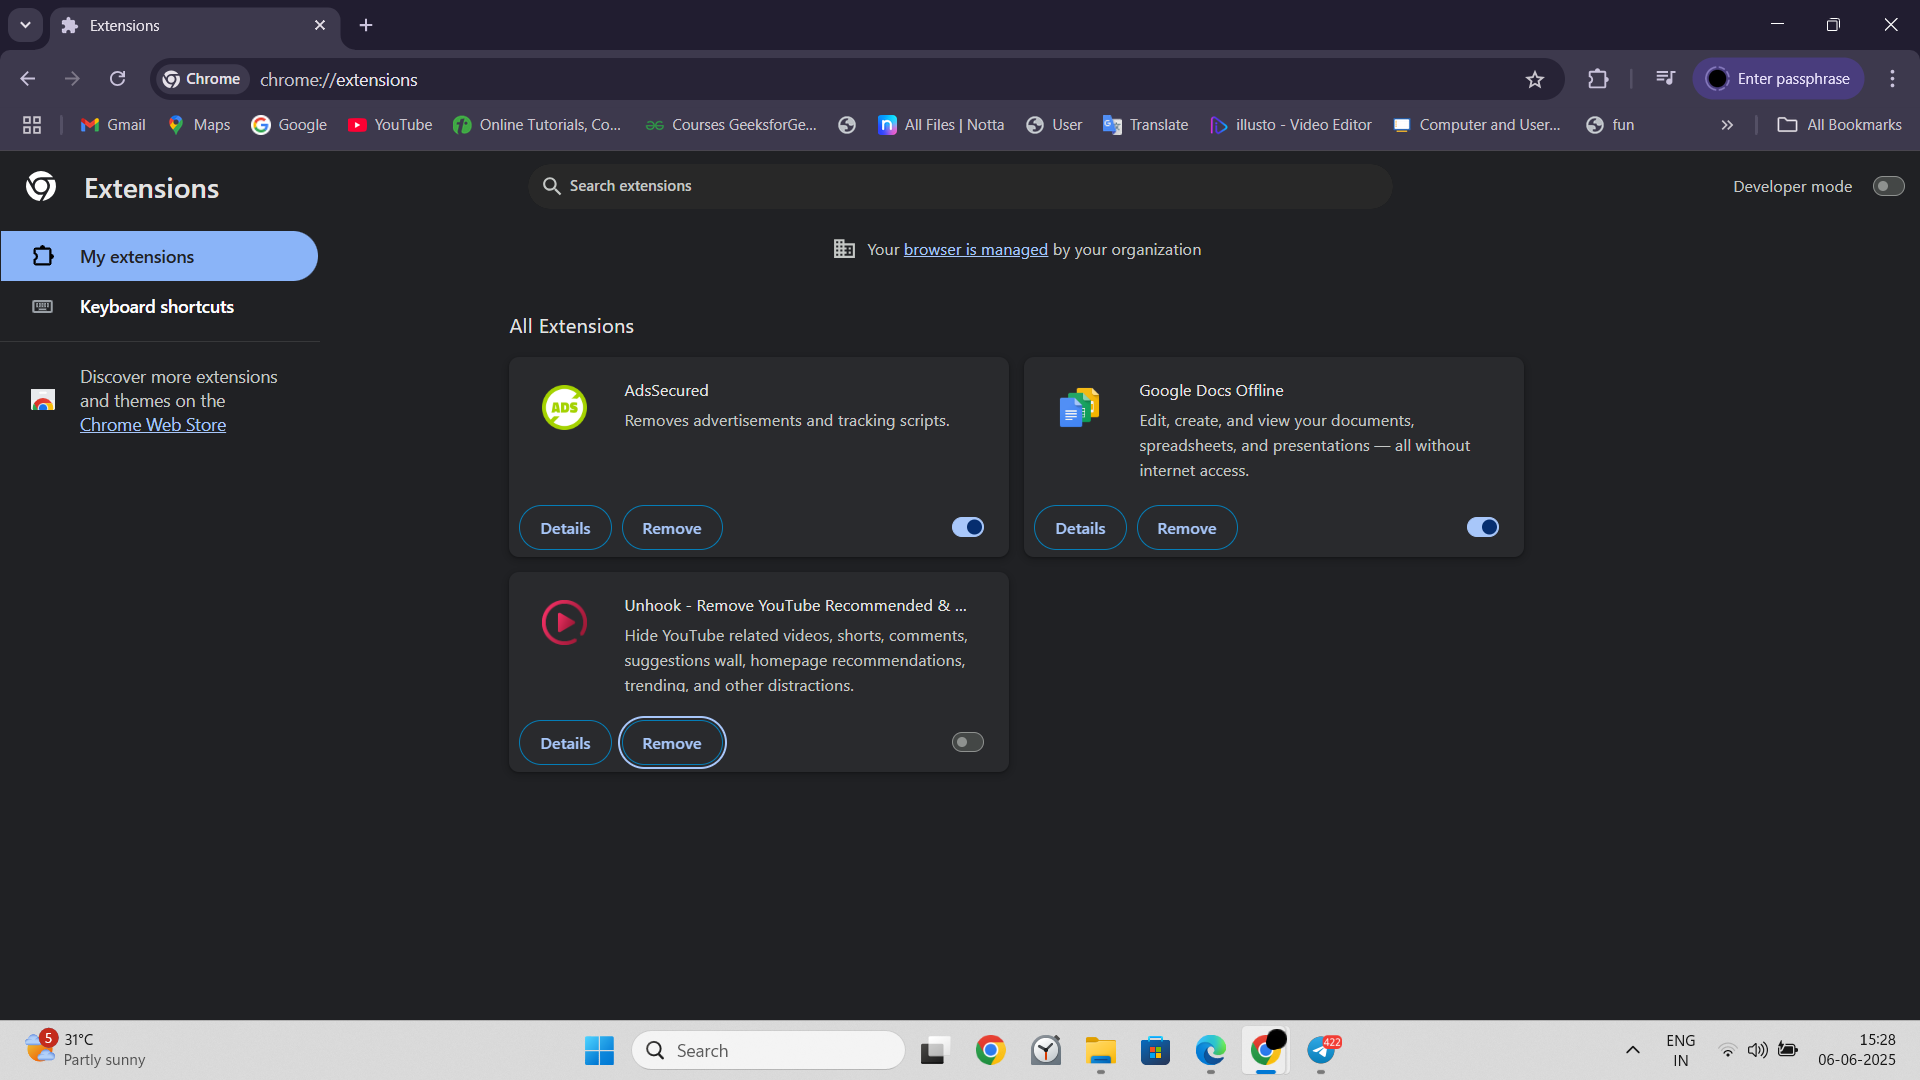 Extensions
Chrome
chrome://extensions
Enter passphrase
Gmail
Maps
Google
YouTube
Online Tutorials, Co...
Courses GeeksforGe...
All Files | Notta
User
Translate
illusto - Video Editor
Computer and User...
fun
All Bookmarks
Extensions
Search extensions
Developer mode
My extensions
Your browser is managed by your organization
Keyboard shortcuts
All Extensions
Discover more extensions
and themes on the
Chrome Web Store
ADS
AdsSecured
Removes advertisements and tracking scripts.
Details
Remove
Google Docs Offline
Edit, create, and view your documents,
spreadsheets, and presentations — all without
internet access.
Details
Remove
Unhook - Remove YouTube Recommended & ...
Hide YouTube related videos, shorts, comments,
suggestions wall, homepage recommendations,
trending, and other distractions.
Details
Remove
5
31°C
Partly sunny
Search
422
ENG
IN
15:28
06-06-2025